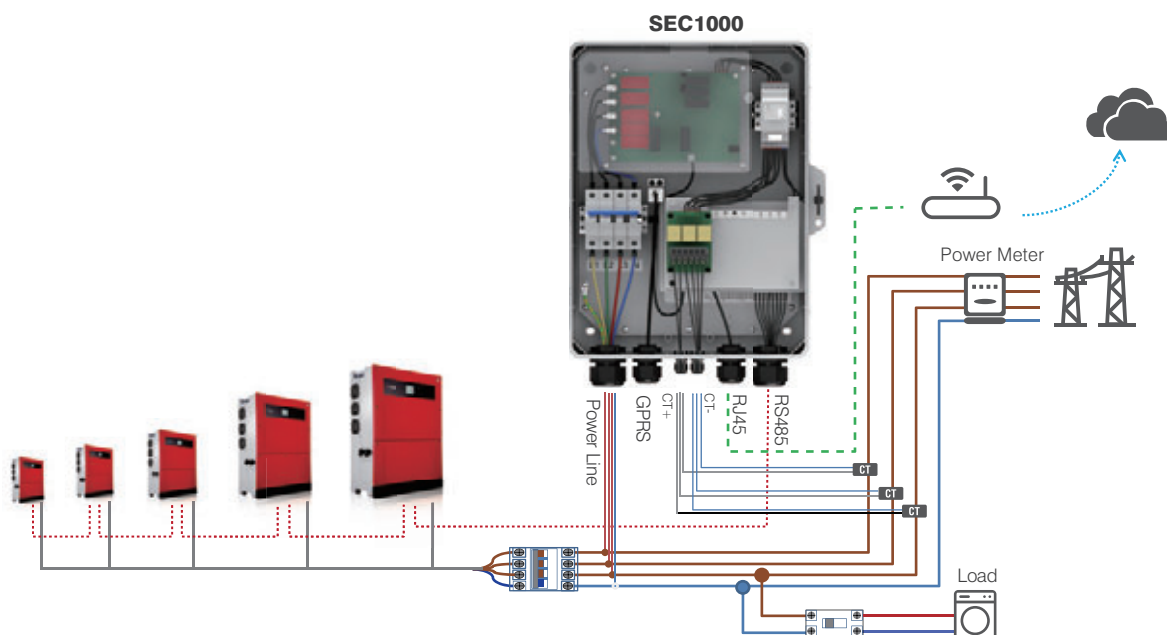 SEC1000
Power Meter
Power Line
GPRS
CT+
CT-
RJ45
RS485
CT
CT
CT
Load